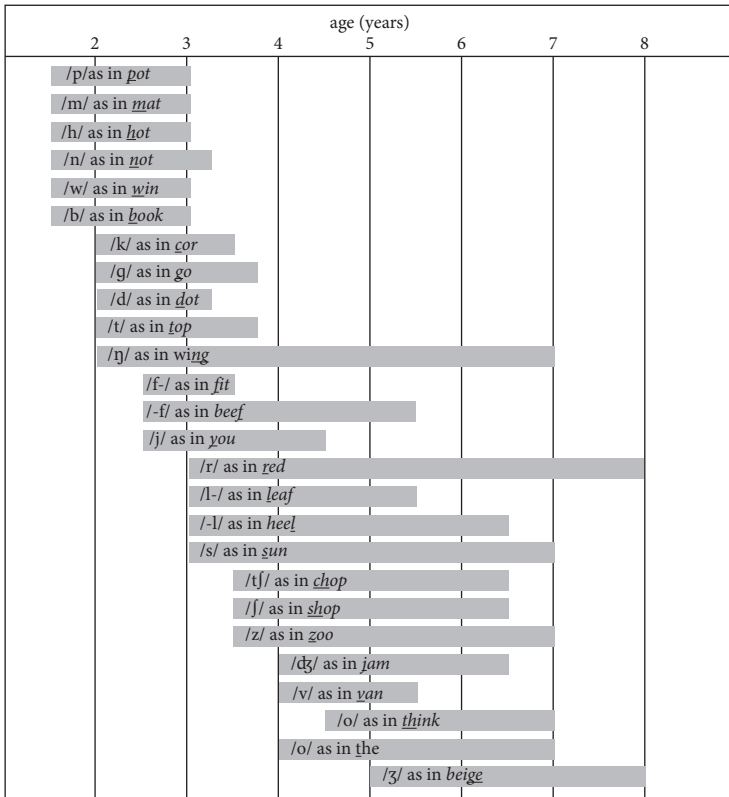 age (years)
2 3 4 5 6 7 8
/p/as in pot
/m/ as in mat
/h/ as in hot
/n/ as in not
/w/ as in win
/b/ as in book
/k/ as in cor
/ɡ/ as in go
/d/ as in dot
/t/ as in top
/ŋ/ as in wing
/f-/ as in fit
/-f/ as in beef
/j/ as in you
/r/ as in red
/l-/ as in leaf
/-l/ as in heel
/s/ as in sun
/tʃ/ as in chop
/ʃ/ as in shop
/z/ as in zoo
/ʤ/ as in jam
/v/ as in van
/o/ as in think
/o/ as in the
/ʒ/ as in beige